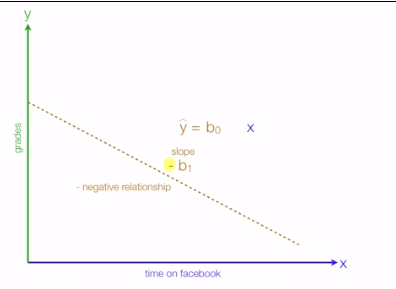 y
grades
ŷ = b₀ x
slope
- b₁
- negative relationship
x
time on facebook